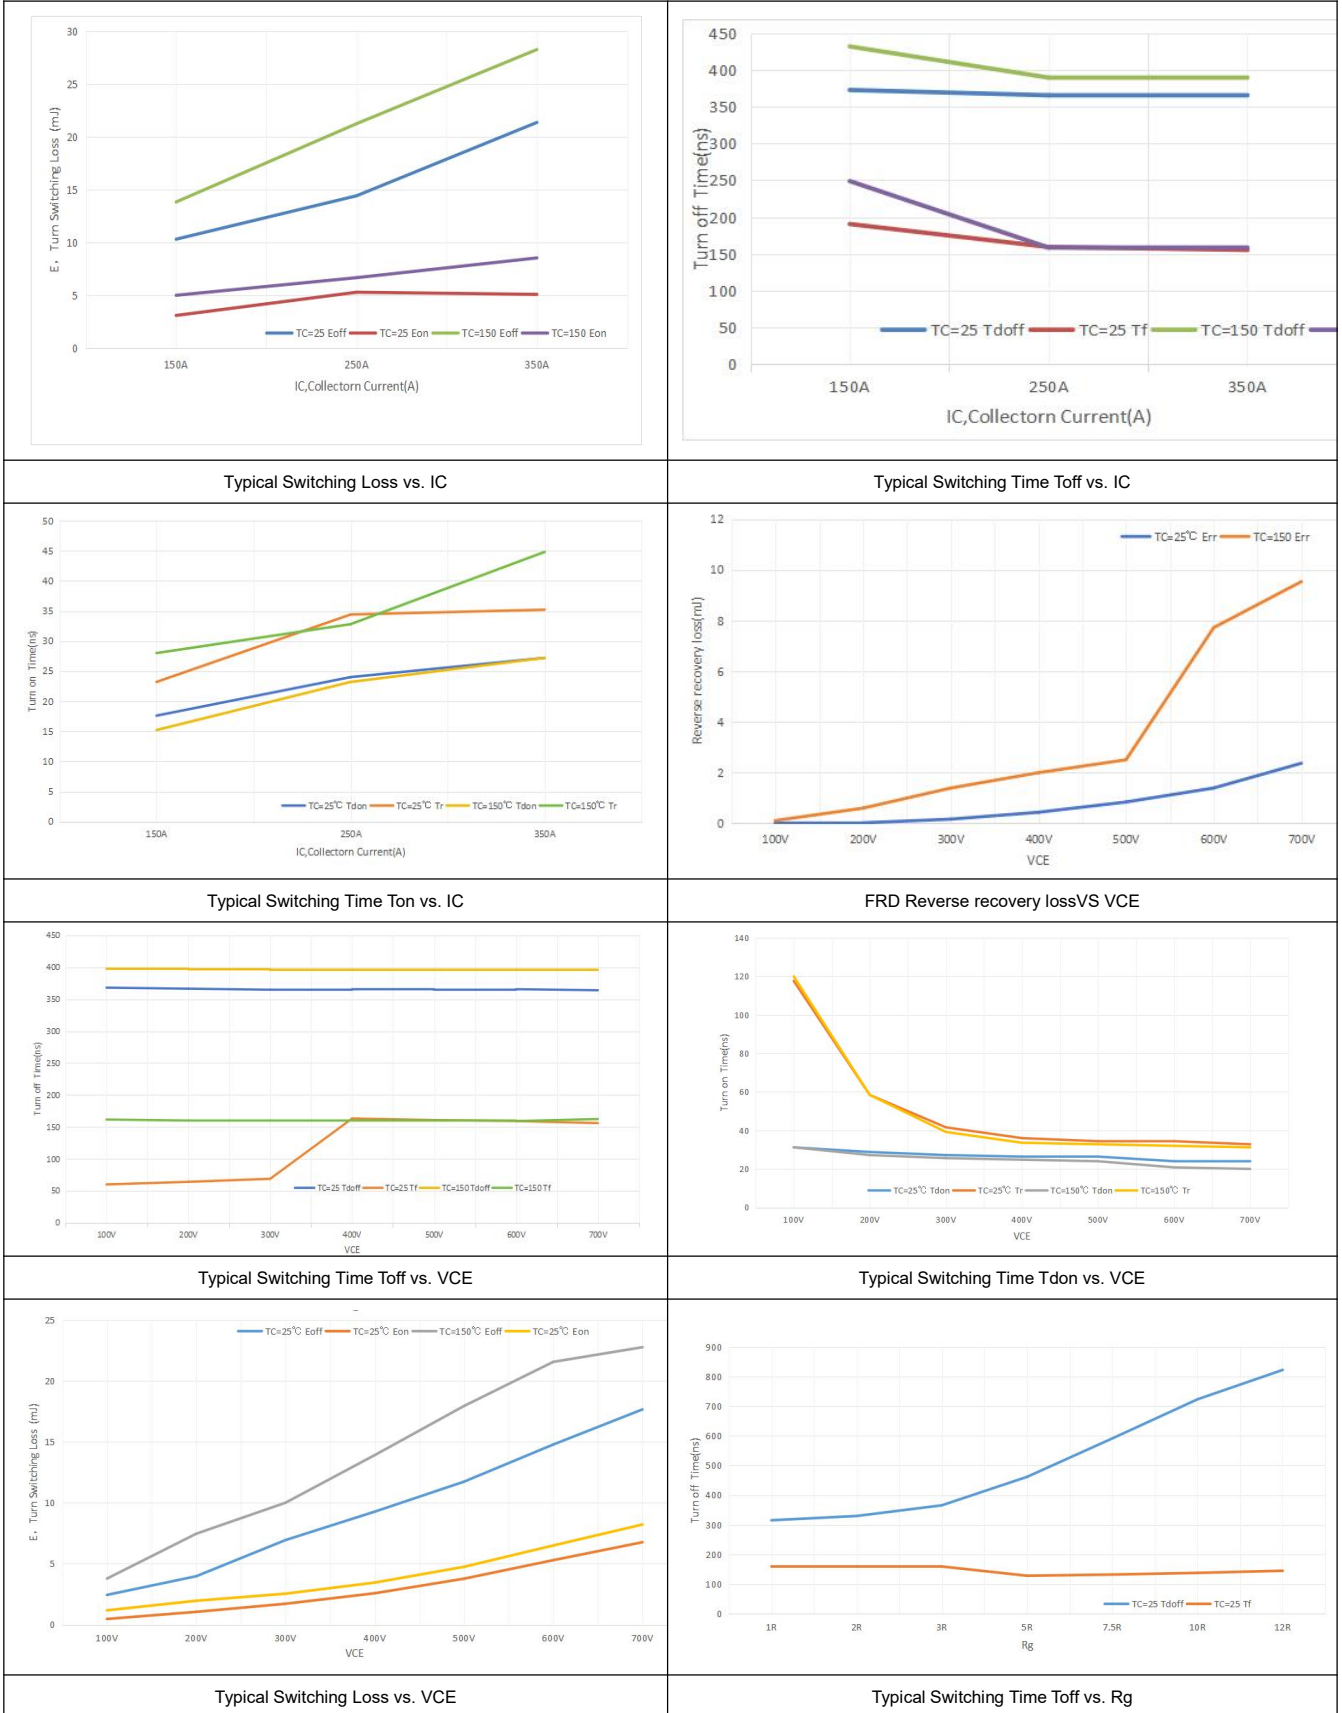 30
25
20
15
10
5
0
E, Turn Switching Loss (mJ)
TC=25 Eoff TC=25 Eon TC=150 Eoff TC=150 Eon
150A 250A 350A
IC,Collectorn Current(A)
450
400
350
300
250
200
150
100
50
0
Turn off Time(ns)
TC=25 Tdoff TC=25 Tf TC=150 Tdoff
150A 250A 350A
IC,Collectorn Current(A)
Typical Switching Loss vs. IC
Typical Switching Time Toff vs. IC
50
45
40
35
30
25
20
15
10
5
0
Turn on Time(ns)
TC=25℃ Tdon TC=25℃ Tr TC=150℃ Tdon TC=150℃ Tr
150A 250A 350A
IC,Collectorn Current(A)
12
10
8
6
4
2
0
Reverse recovery loss(mJ)
TC=25℃ Err TC=150 Err
100V 200V 300V 400V 500V 600V 700V
VCE
Typical Switching Time Ton vs. IC
FRD Reverse recovery lossVS VCE
450
400
350
300
250
200
150
100
50
0
Turn off Time(ns)
TC=25 Tdoff TC=25 Tf TC=150 Tdoff TC=150 Tf
100V 200V 300V 400V 500V 600V 700V
VCE
140
120
100
80
60
40
20
0
Turn on Time(ns)
TC=25℃ Tdon TC=25℃ Tr TC=150℃ Tdon TC=150℃ Tr
100V 200V 300V 400V 500V 600V 700V
VCE
Typical Switching Time Toff vs. VCE
Typical Switching Time Tdon vs. VCE
25
20
15
10
5
0
E, Turn Switching Loss (mJ)
TC=25℃ Eoff TC=25℃ Eon TC=150℃ Eoff TC=25℃ Eon
100V 200V 300V 400V 500V 600V 700V
VCE
900
800
700
600
500
400
300
200
100
0
Turn off Time(ns)
TC=25 Tdoff TC=25 Tf
1R 2R 3R 5R 7.5R 10R 12R
Rg
Typical Switching Loss vs. VCE
Typical Switching Time Toff vs. Rg